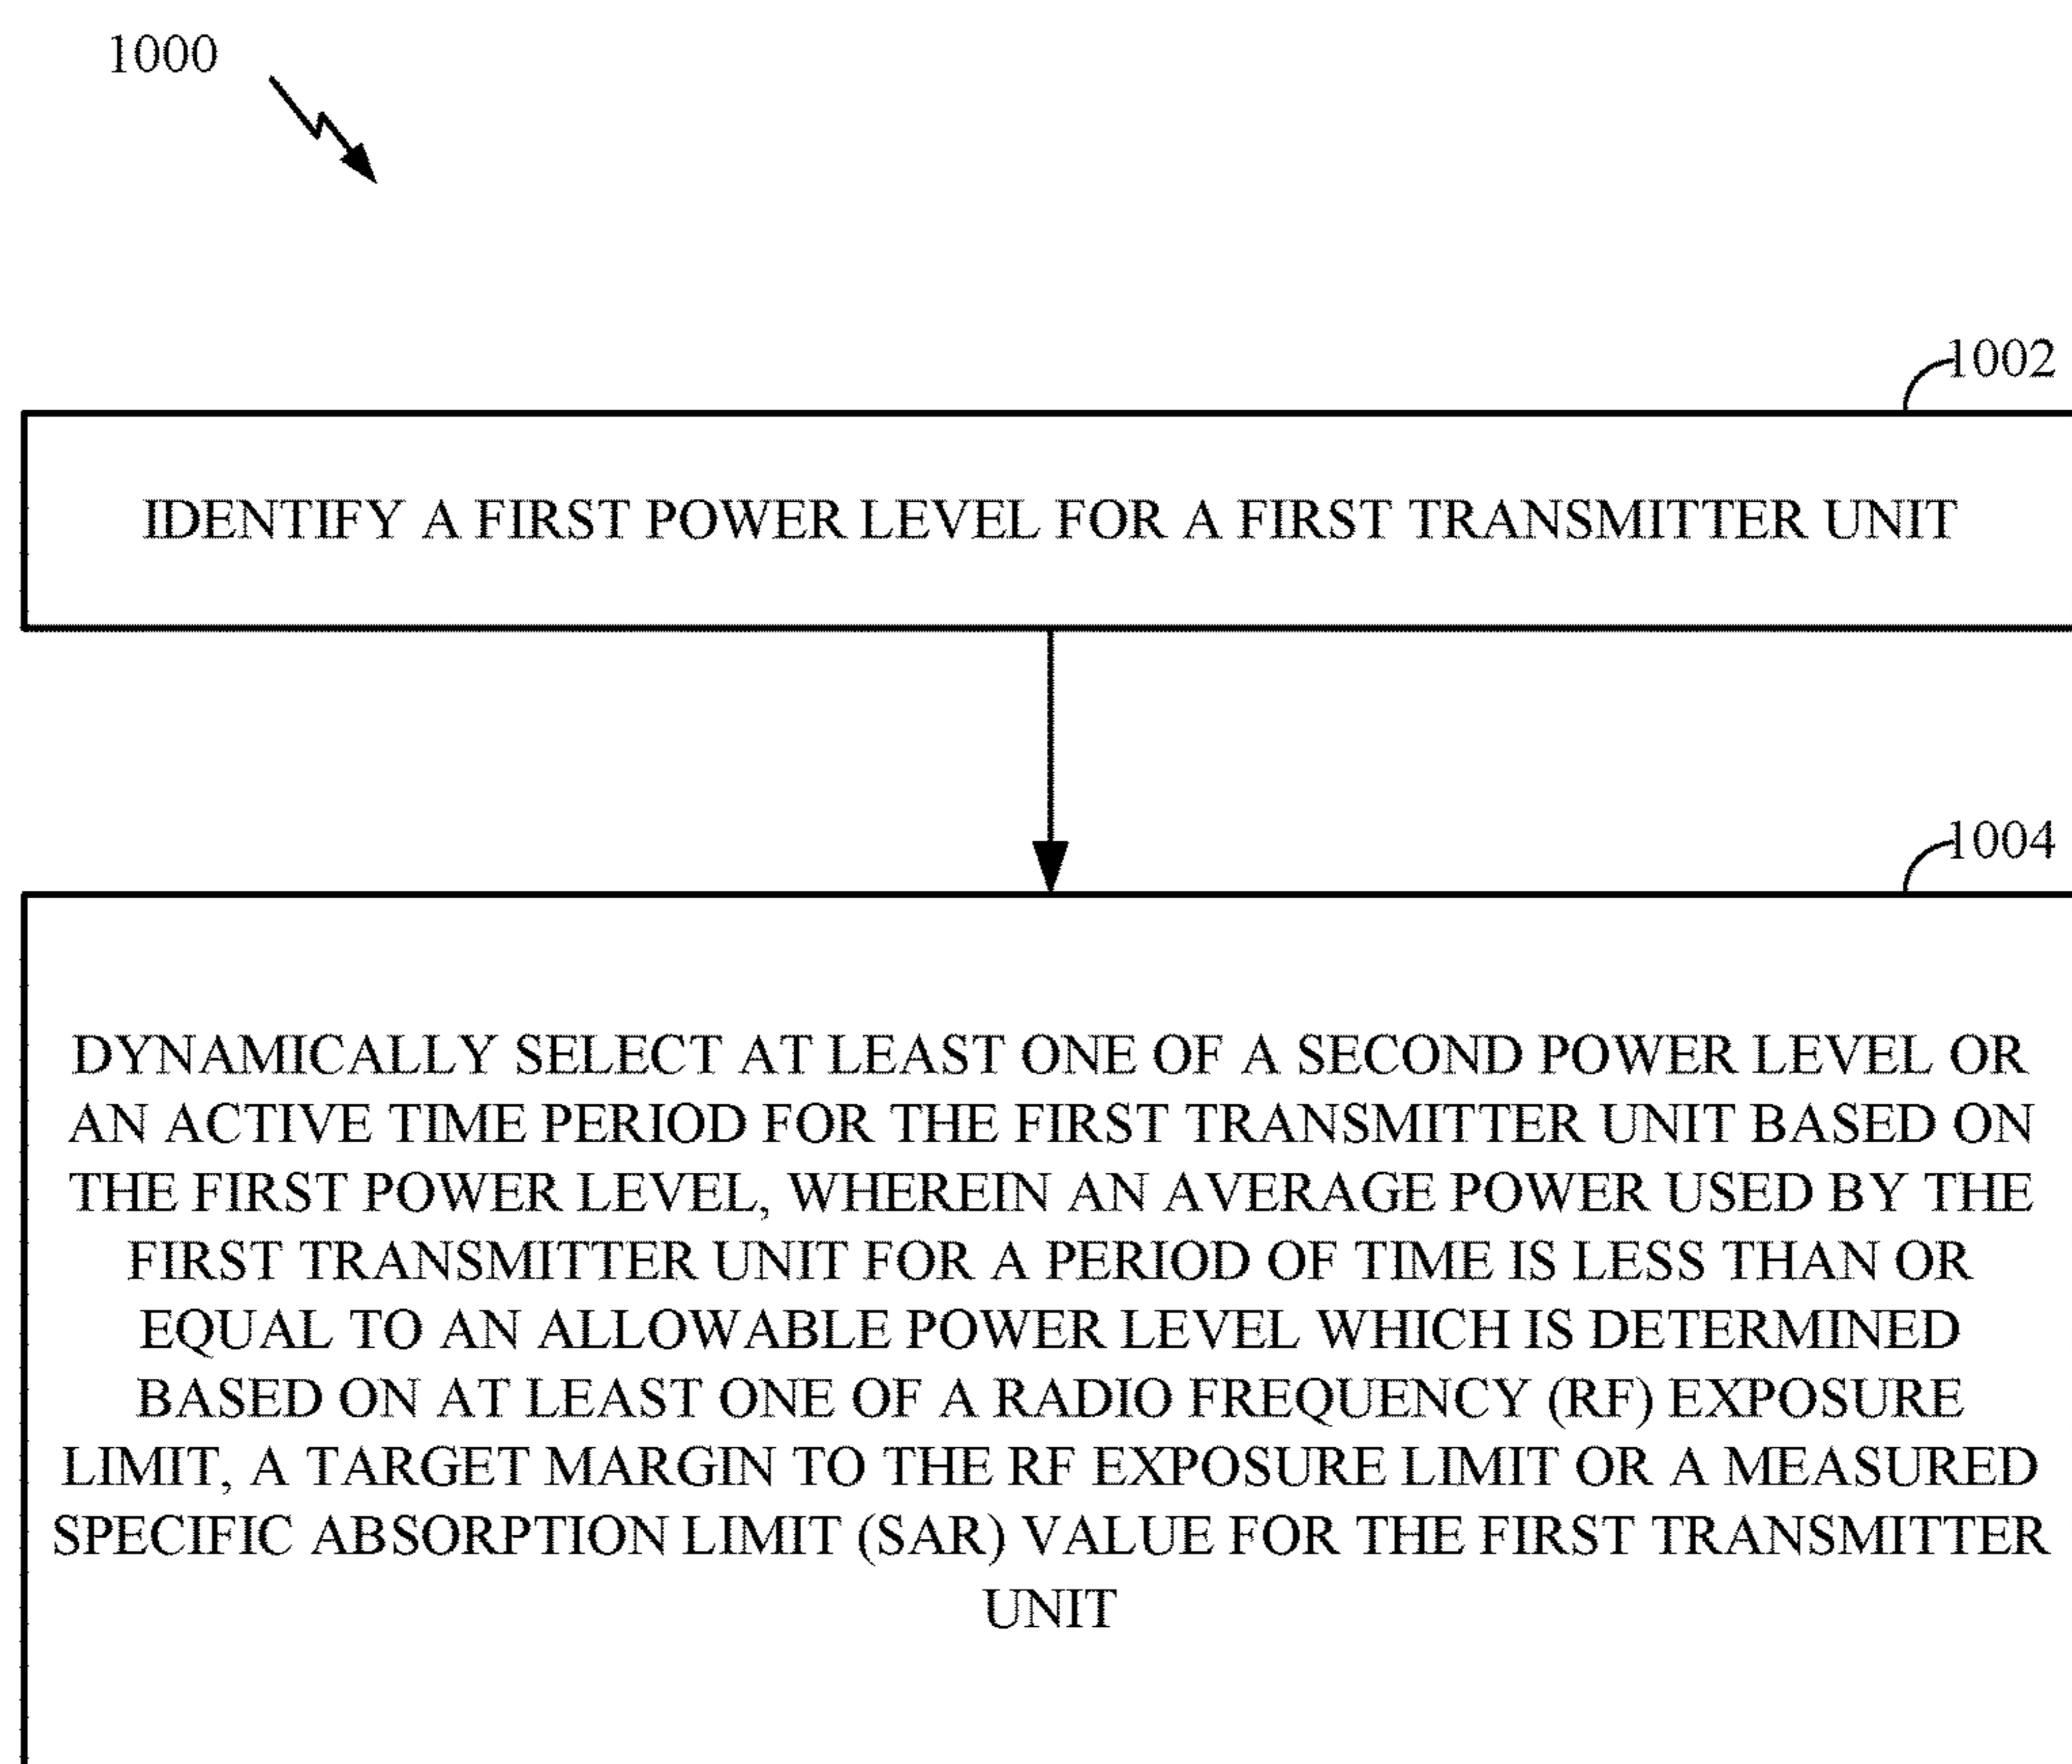 1000
1002
IDENTIFY A FIRST POWER LEVEL FOR A FIRST TRANSMITTER UNIT
1004
DYNAMICALLY SELECT AT LEAST ONE OF A SECOND POWER LEVEL OR
AN ACTIVE TIME PERIOD FOR THE FIRST TRANSMITTER UNIT BASED ON
THE FIRST POWER LEVEL, WHEREIN AN AVERAGE POWER USED BY THE
FIRST TRANSMITTER UNIT FOR A PERIOD OF TIME IS LESS THAN OR
EQUAL TO AN ALLOWABLE POWER LEVEL WHICH IS DETERMINED
BASED ON AT LEAST ONE OF A RADIO FREQUENCY (RF) EXPOSURE
LIMIT, A TARGET MARGIN TO THE RF EXPOSURE LIMIT OR A MEASURED
SPECIFIC ABSORPTION LIMIT (SAR) VALUE FOR THE FIRST TRANSMITTER
UNIT